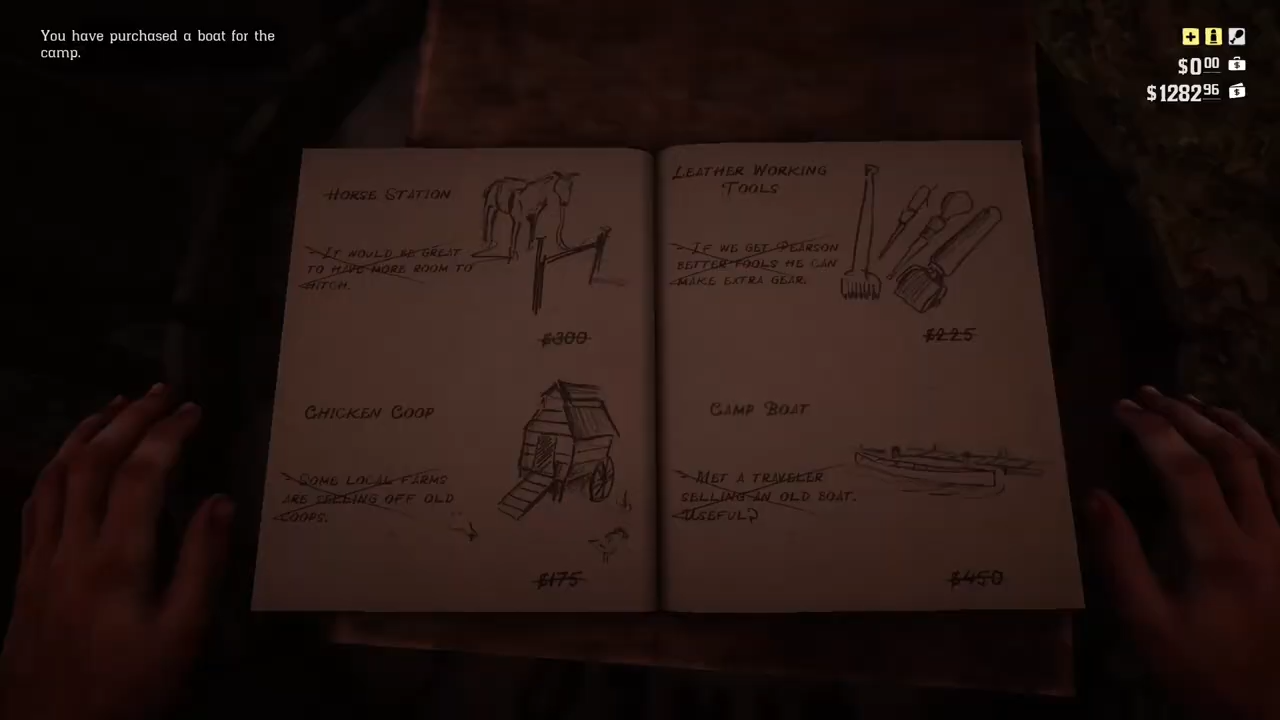 You have purchased a boat for the
camp.
$0 00
$1282 96
Horse Station
It would be great
to have more room to
hitch.
$300
Chicken Coop
Some local farms
are selling off old
coops.
$175
Leather Working
Tools
If we get Pearson
better tools he can
make extra gear.
$225
Camp Boat
Met a traveler
selling an old boat.
Useful?
$450